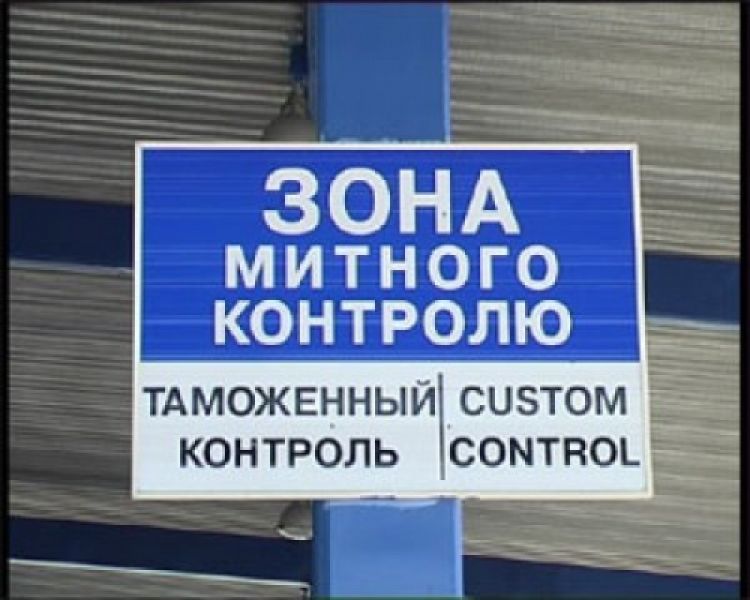 ЗОНА
МИТНОГО
КОНТРОЛЮ
ТАМОЖЕННЫЙ
КОНТРОЛЬ
CUSTOM
CONTROL